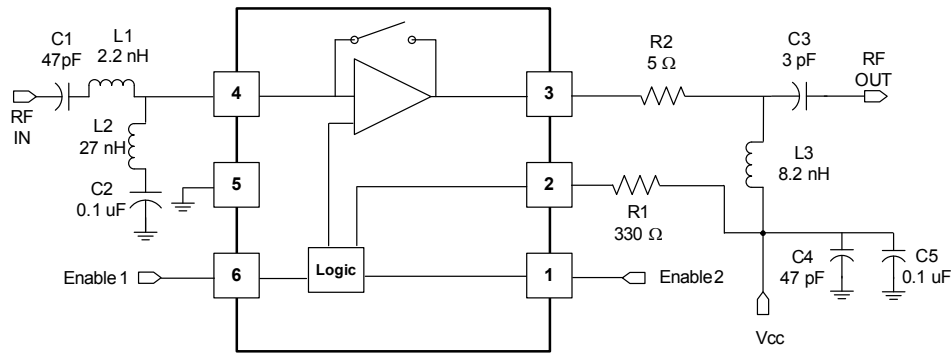 C1
47pF
L1
2.2 nH
RF
IN
L2
27 nH
C2
0.1 uF
4
5
6
Enable 1
Logic
3
2
1
Enable2
R2
5 Ω
C3
3 pF
RF
OUT
L3
8.2 nH
R1
330 Ω
C4
47 pF
C5
0.1 uF
Vcc